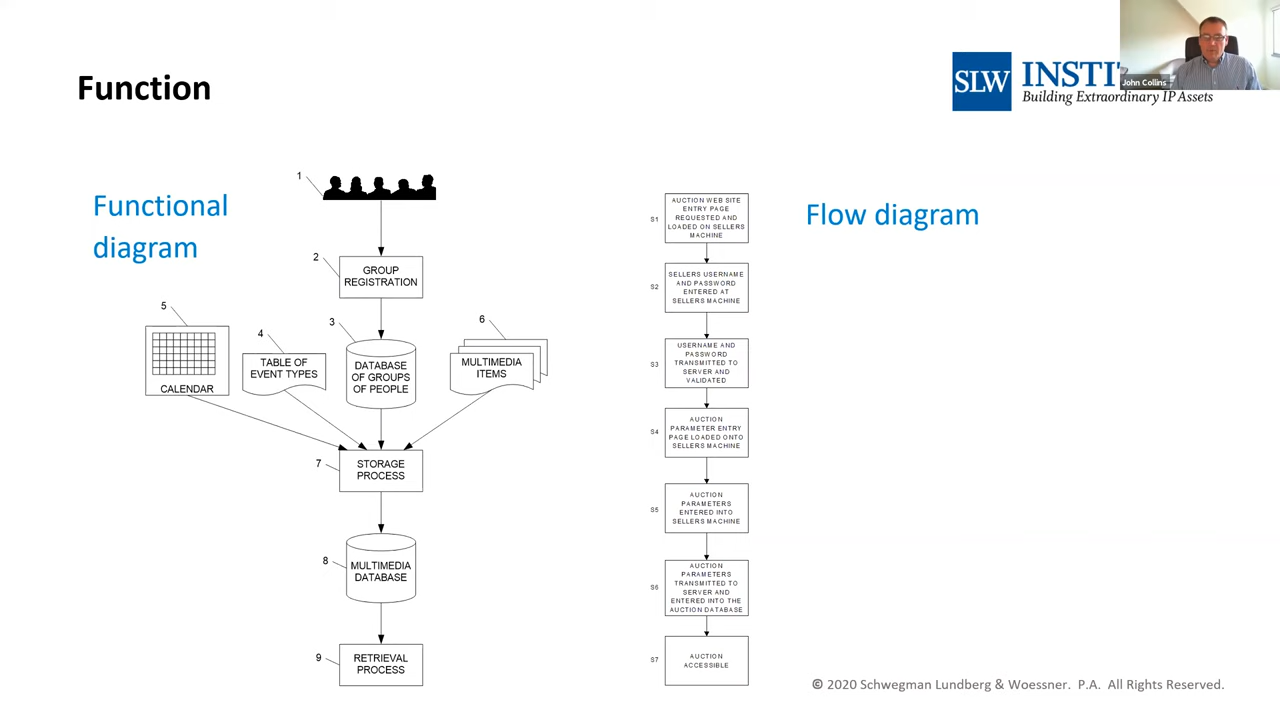 Function
SLW
INSTI
Building Extraordinary IP Assets
John Collins
Functional
diagram
1
2
GROUP
REGISTRATION
5
CALENDAR
4
TABLE OF
EVENT TYPES
3
DATABASE
OF GROUPS
OF PEOPLE
6
MULTIMEDIA
ITEMS
7
STORAGE
PROCESS
8
MULTIMEDIA
DATABASE
9
RETRIEVAL
PROCESS
Flow diagram
S1
AUCTION WEB SITE
ENTRY PAGE
REQUESTED AND
LOADED ON SELLERS
MACHINE
S2
SELLERS USERNAME
AND PASSWORD
ENTERED AT
SELLERS MACHINE
S3
USERNAME AND
PASSWORD
TRANSMITTED TO
SERVER AND
VALIDATED
S4
AUCTION
PARAMETER ENTRY
PAGE LOADED ONTO
SELLERS MACHINE
S5
AUCTION
PARAMETERS
ENTERED INTO
SELLERS MACHINE
S6
AUCTION
PARAMETERS
TRANSMITTED TO
SERVER AND
ENTERED INTO THE
AUCTION DATABASE
S7
AUCTION
ACCESSIBLE
© 2020 Schwegman Lundberg & Woessner. P.A. All Rights Reserved.